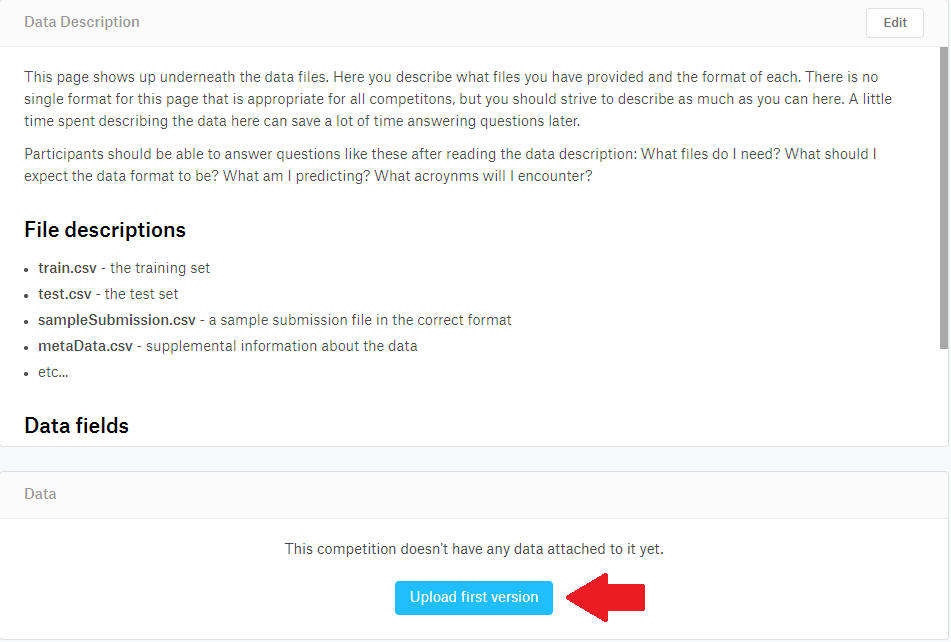 Data Description
Edit
This page shows up underneath the data files. Here you describe what files you have provided and the format of each. There is no
single format for this page that is appropriate for all competitons, but you should strive to describe as much as you can here. A little
time spent describing the data here can save a lot of time answering questions later.
Participants should be able to answer questions like these after reading the data description: What files do I need? What should I
expect the data format to be? What am I predicting? What acroynms will I encounter?
File descriptions
• train.csv - the training set
• test.csv - the test set
• sampleSubmission.csv - a sample submission file in the correct format
• metaData.csv - supplemental information about the data
• etc...
Data fields
Data
This competition doesn't have any data attached to it yet.
Upload first version